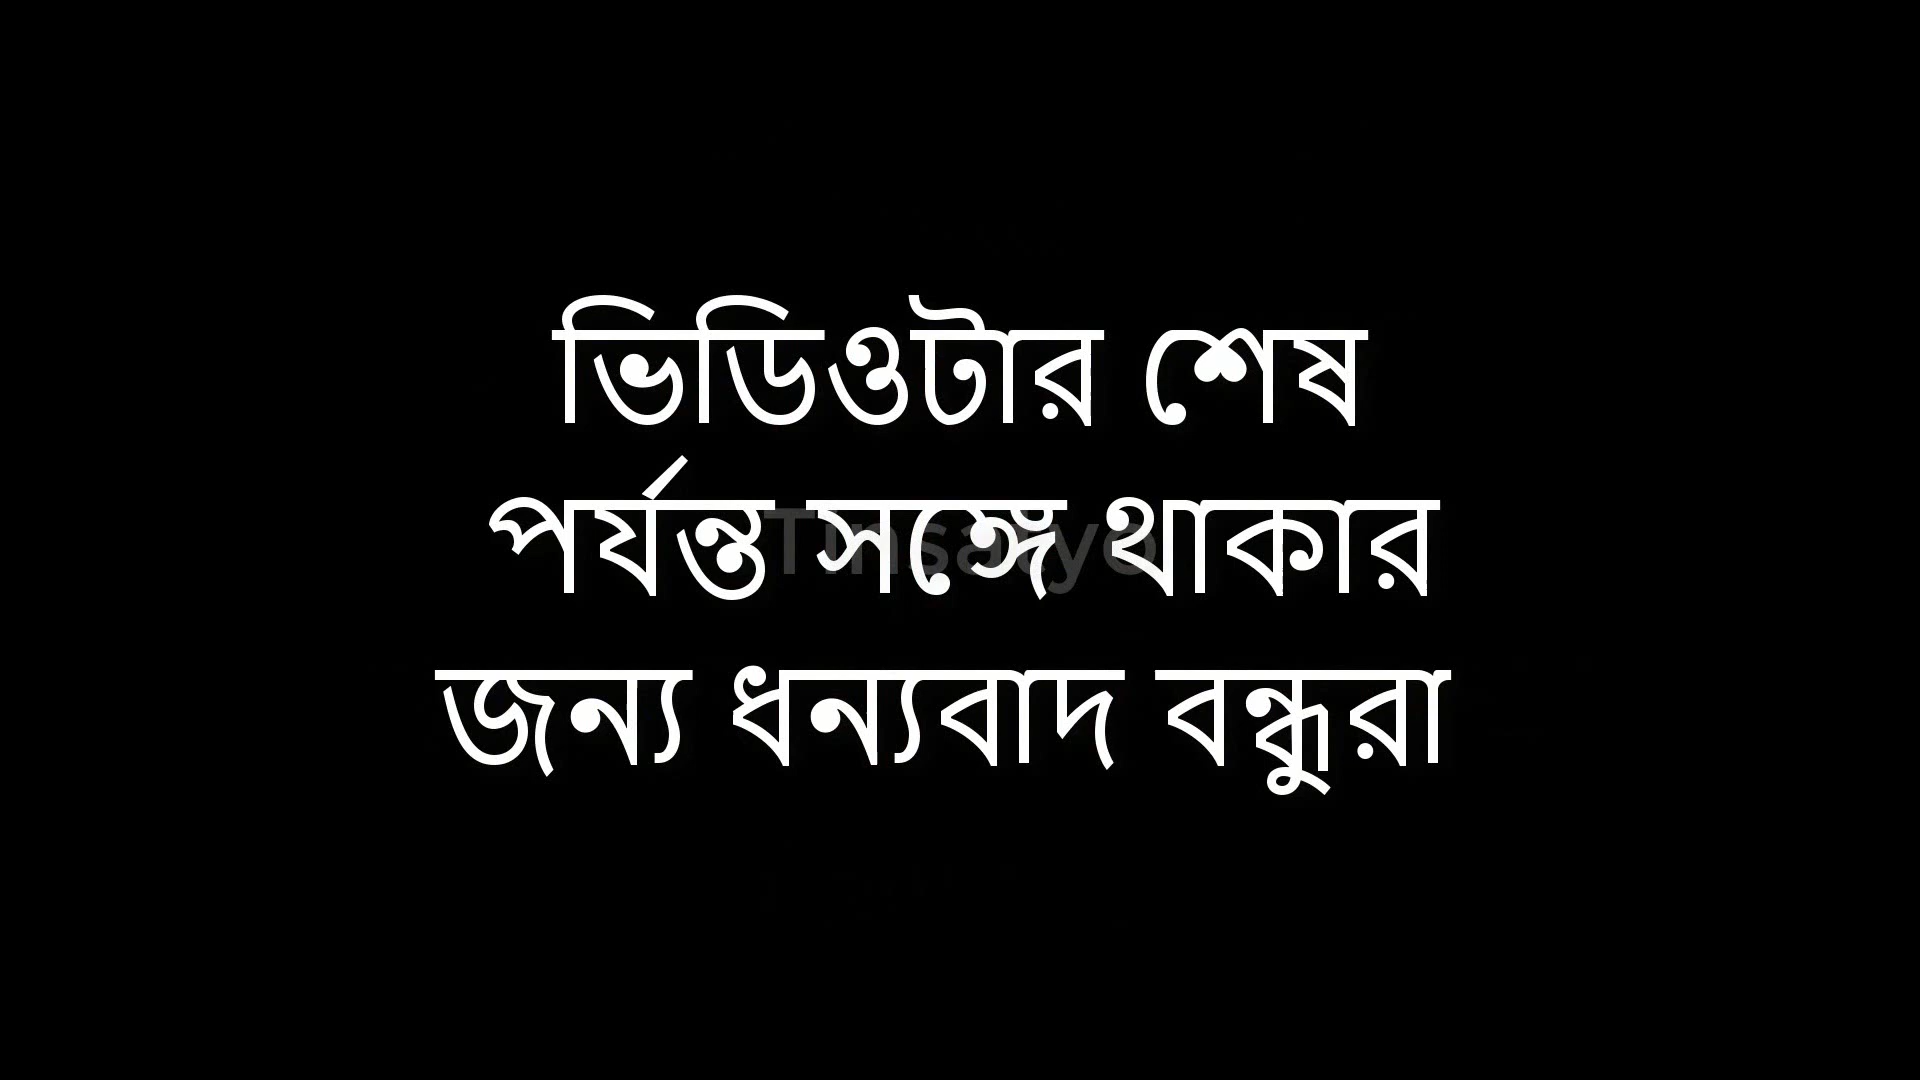 ভিডিওটার শেষ
পর্যন্ত সঙ্গে থাকার
জন্য ধন্যবাদ বন্ধুরা